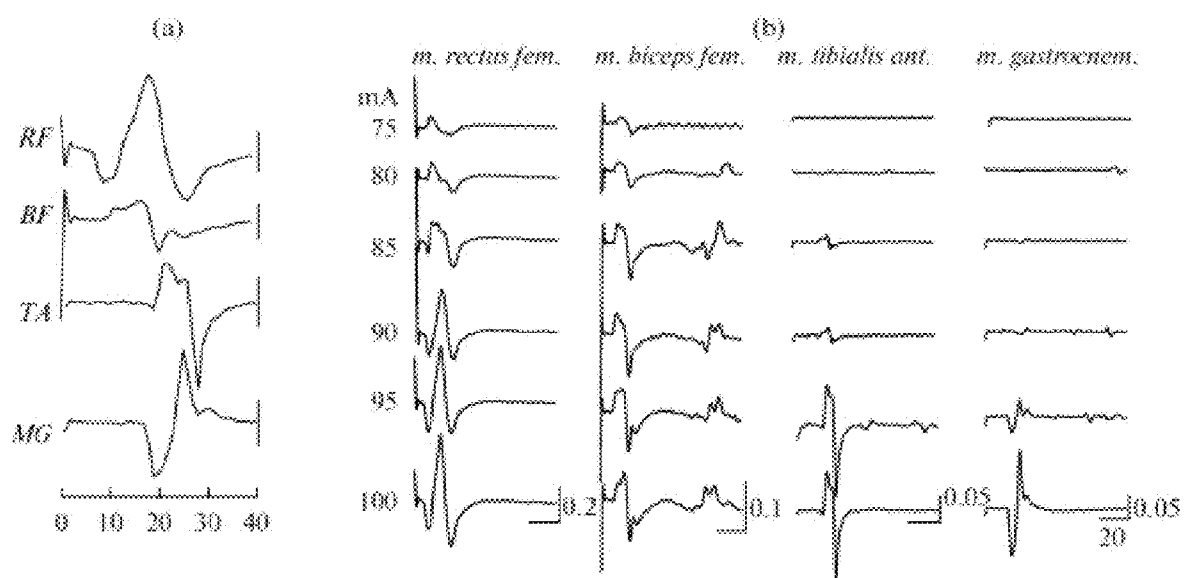 (a)
(b)
m. rectus fem. m. biceps fem. m. tibialis ant. m. gastrocnem.
mA
75
80
85
90
95
100
RF
BF
TA
MG
0 10 20 30 40
0.2 0.1 0.05 0.05
20